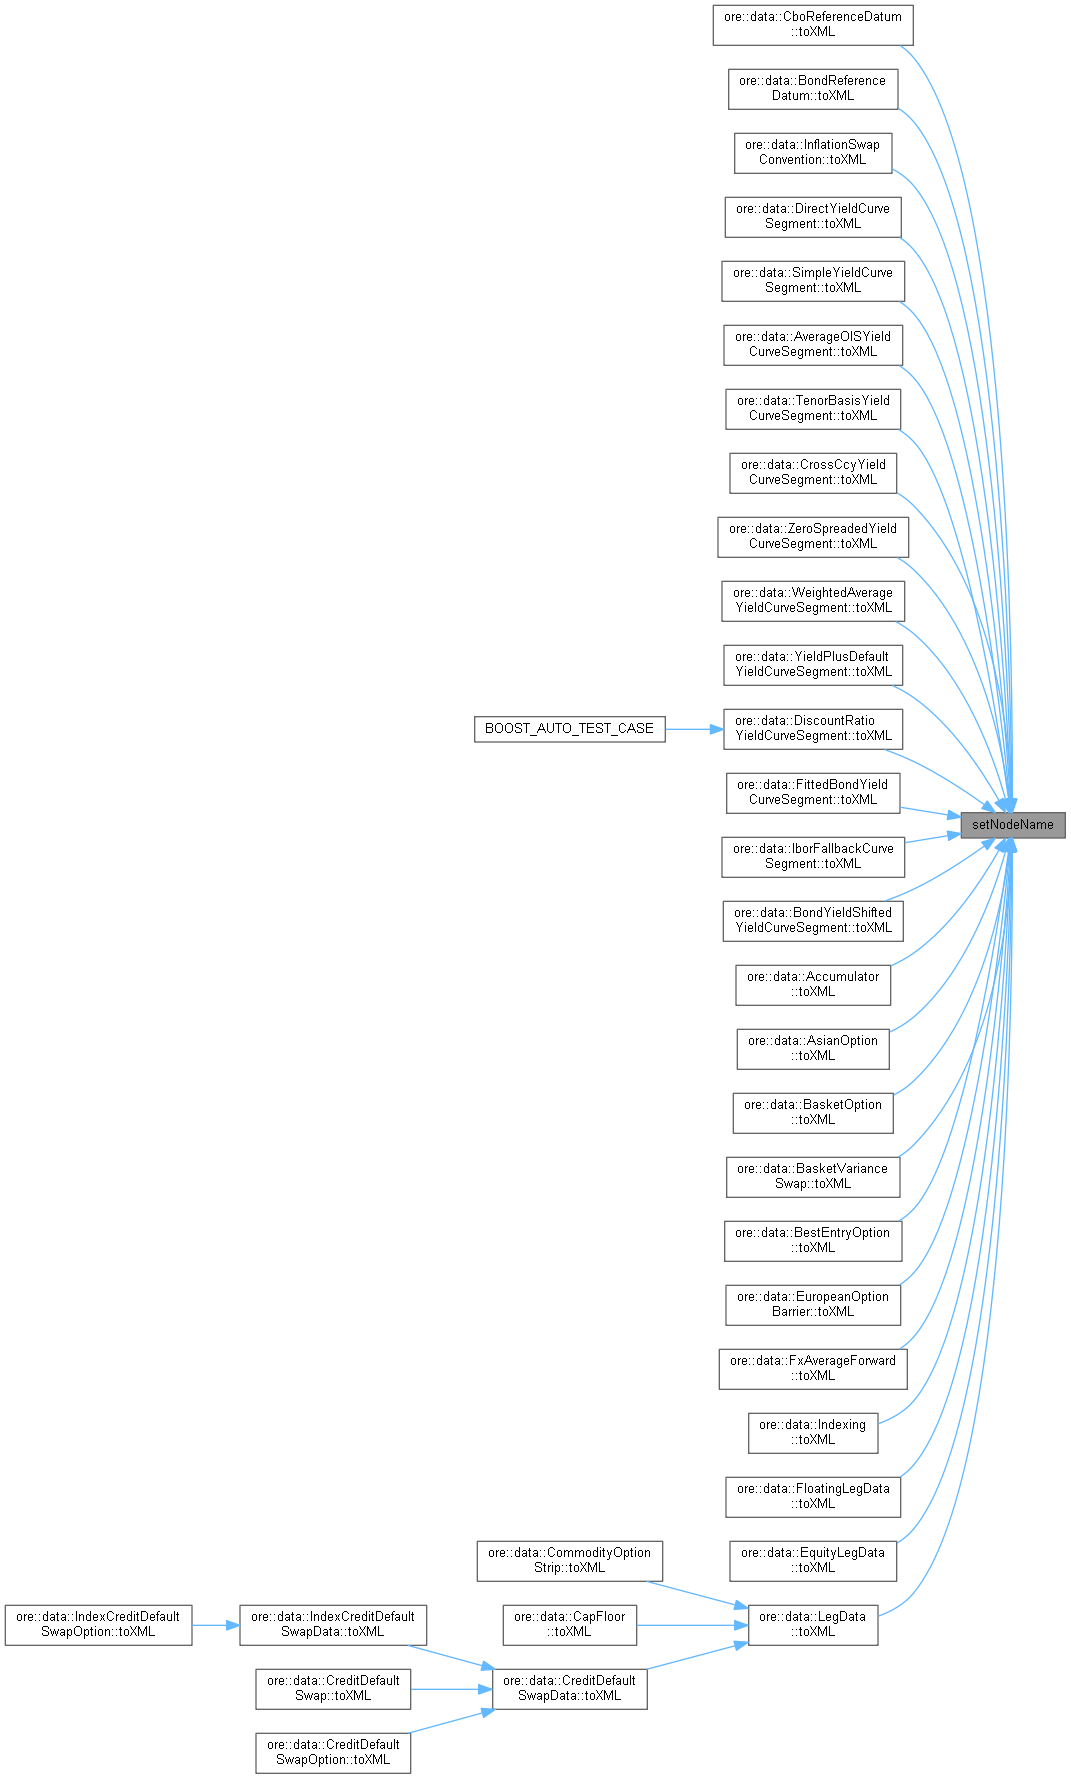 ore::data::CboReferenceDatum
::toXML
ore::data::BondReference
Datum::toXML
ore::data::InflationSwap
Convention::toXML
ore::data::DirectYieldCurve
Segment::toXML
ore::data::SimpleYieldCurve
Segment::toXML
ore::data::AverageOISYield
CurveSegment::toXML
ore::data::TenorBasisYield
CurveSegment::toXML
ore::data::CrossCcyYield
CurveSegment::toXML
ore::data::ZeroSpreadedYield
CurveSegment::toXML
ore::data::WeightedAverage
YieldCurveSegment::toXML
ore::data::YieldPlusDefault
YieldCurveSegment::toXML
BOOST_AUTO_TEST_CASE
ore::data::DiscountRatio
YieldCurveSegment::toXML
ore::data::FittedBondYield
CurveSegment::toXML
setNodeName
ore::data::IborFallbackCurve
Segment::toXML
ore::data::BondYieldShifted
YieldCurveSegment::toXML
ore::data::Accumulator
::toXML
ore::data::AsianOption
::toXML
ore::data::BasketOption
::toXML
ore::data::BasketVariance
Swap::toXML
ore::data::BestEntryOption
::toXML
ore::data::EuropeanOption
Barrier::toXML
ore::data::FxAverageForward
::toXML
ore::data::Indexing
::toXML
ore::data::FloatingLegData
::toXML
ore::data::CommodityOption
Strip::toXML
ore::data::EquityLegData
::toXML
ore::data::IndexCreditDefault
SwapOption::toXML
ore::data::IndexCreditDefault
SwapData::toXML
ore::data::CapFloor
::toXML
ore::data::LegData
::toXML
ore::data::CreditDefault
Swap::toXML
ore::data::CreditDefault
SwapData::toXML
ore::data::CreditDefault
SwapOption::toXML